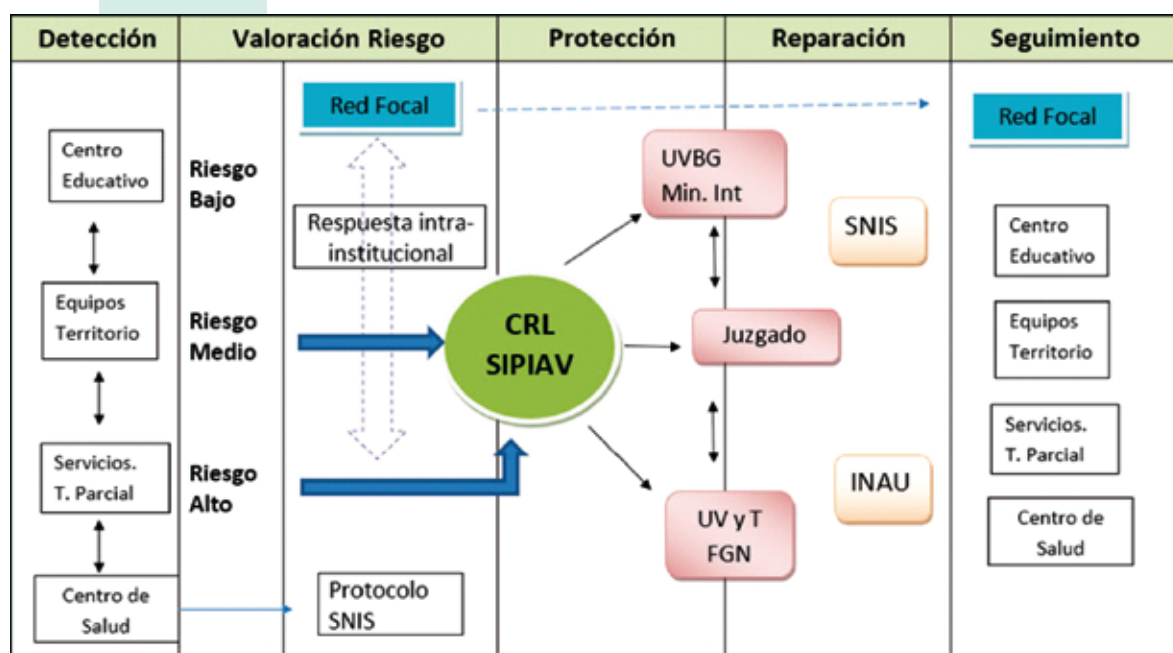 Detección
Valoración Riesgo
Protección
Reparación
Seguimiento
Centro
Educativo
Equipos
Territorio
Servicios.
T. Parcial
Centro de
Salud
Riesgo
Bajo
Riesgo
Medio
Riesgo
Alto
Red Focal
Respuesta intra-
institucional
Protocolo
SNIS
CRL
SIPIAV
UVBG
Min. Int
Juzgado
UV y T
FGN
SNIS
INAU
Red Focal
Centro
Educativo
Equipos
Territorio
Servicios.
T. Parcial
Centro de
Salud